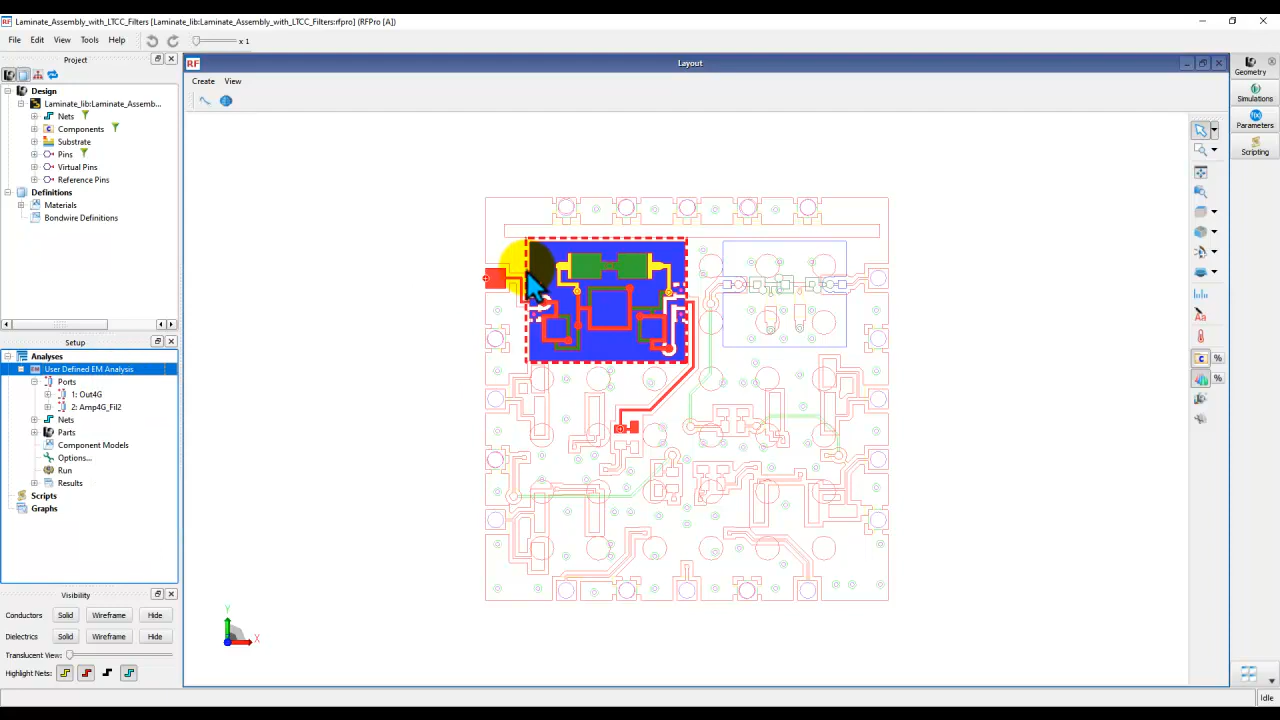 Laminate_Assembly_with_LTCC_Filters [Laminate_lib:Laminate_Assembly_with_LTCC_Filters:rfpro] (RFPro [A])
File Edit View Tools Help x 1
Project
Design
Laminate_lib:Laminate_Assemb...
Nets
Components
Substrate
Pins
Virtual Pins
Reference Pins
Definitions
Materials
Bondwire Definitions
Setup
Analyses
User Defined EM Analysis
Ports
1: Out4G
2: Amp4G_Fil2
Nets
Parts
Component Models
Options...
Run
Results
Scripts
Graphs
Visibility
Conductors Solid Wireframe Hide
Dielectrics Solid Wireframe Hide
Translucent View:
Highlight Nets:
RF Layout
Create View
Y
X
Geometry
Simulations
Parameters
Scripting
Aa
%
%
Idle